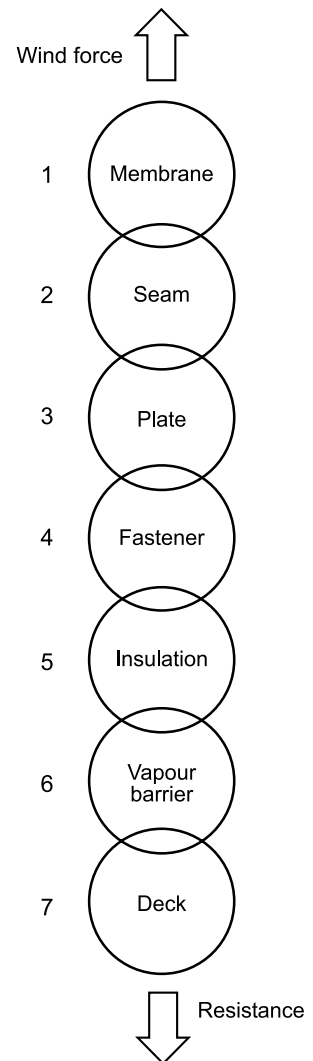 Wind force
1 Membrane
2 Seam
3 Plate
4 Fastener
5 Insulation
6 Vapour
barrier
7 Deck
Resistance